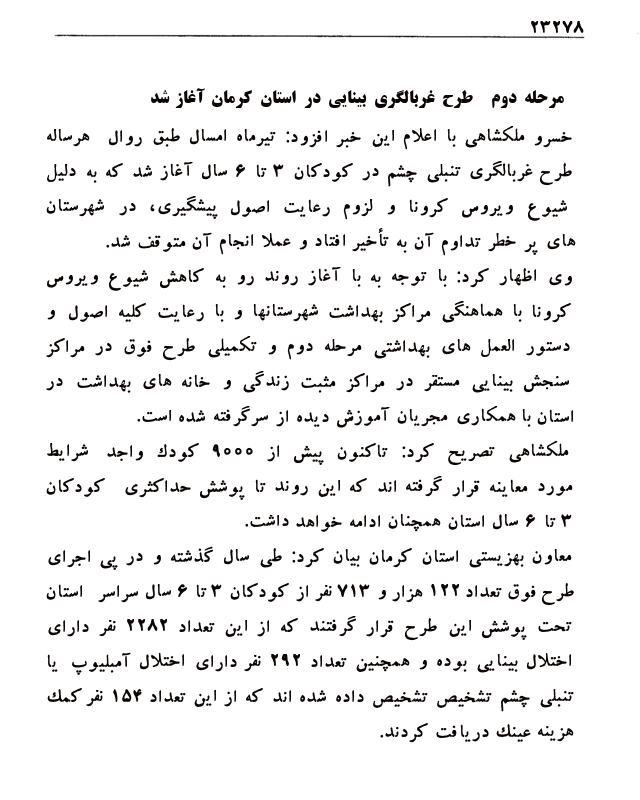 ۲۳۲۷۸
مرحله دوم طرح غربالگری بینایی در استان کرمان آغاز شد
خسرو ملکشاهی با اعلام این خبر افزود: تیرماه امسال طبق روال هرساله
طرح غربالگری تنبلی چشم در کودکان ۳ تا ۶ سال آغاز شد که به دلیل
شیوع ویروس کرونا و لزوم رعایت اصول پیشگیری، در شهرستان
های پر خطر تداوم آن به تأخیر افتاد و عملا انجام آن متوقف شد.
وی اظهار کرد: با توجه به با آغاز روند رو به کاهش شیوع ویروس
کرونا با هماهنگی مراکز بهداشت شهرستانها و با رعایت کلیه اصول و
دستور العمل های بهداشتی مرحله دوم و تکمیلی طرح فوق در مراکز
سنجش بینایی مستقر در مراکز مثبت زندگی و خانه های بهداشت در
استان با همکاری مجریان آموزش دیده از سرگرفته شده است.
ملکشاهی تصریح کرد: تاکنون پیش از ۹۰۰۰ کودک واجد شرایط
مورد معاینه قرار گرفته اند که این روند تا پوشش حداکثری کودکان
۳ تا ۶ سال استان همچنان ادامه خواهد داشت.
معاون بهزیستی استان کرمان بیان کرد: طی سال گذشته و در پی اجرای
طرح فوق تعداد ۱۲۲ هزار و ۷۱۳ نفر از کودکان ۳ تا ۶ سال سراسر استان
تحت پوشش این طرح قرار گرفتند که از این تعداد ۲۲۸۲ نفر دارای
اختلال بینایی بوده و همچنین تعداد ۲۹۲ نفر دارای اختلال آمبلیوپ یا
تنبلی چشم تشخیص تشخیص داده شده اند که از این تعداد ۱۵۴ نفر کمک
هزینه عینک دریافت کردند.